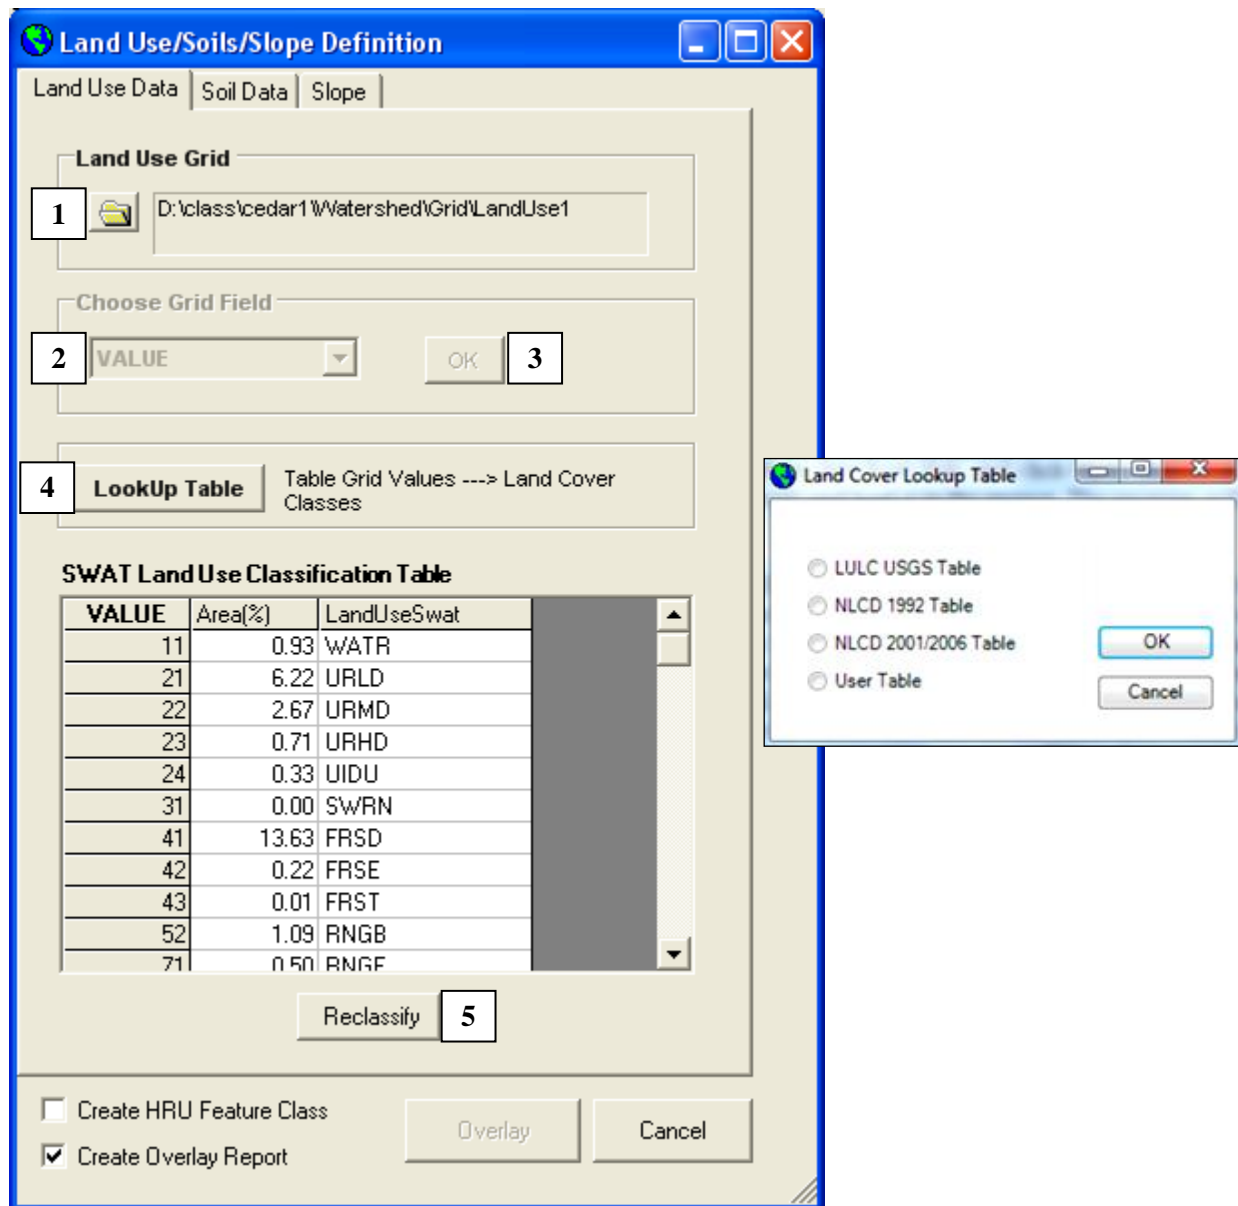 Land Use/Soils/Slope Definition
Land Use Data Soil Data Slope
Land Use Grid
1 D:\class\cedar1\Watershed\Grid\LandUse1
Choose Grid Field
2 VALUE OK 3
4 LookUp Table Table Grid Values ---> Land Cover
Classes
SWAT Land Use Classification Table
VALUE Area(%) LandUseSwat
11 0.93 WATR
21 6.22 URLD
22 2.67 URMD
23 0.71 URHD
24 0.33 UIDU
31 0.00 SWRN
41 13.63 FRSD
42 0.22 FRSE
43 0.01 FRST
52 1.09 RNGB
71 0.50 RNGE
Reclassify 5
Create HRU Feature Class
Create Overlay Report
Overlay Cancel
Land Cover Lookup Table
LULC USGS Table
NLCD 1992 Table
NLCD 2001/2006 Table
User Table
OK
Cancel